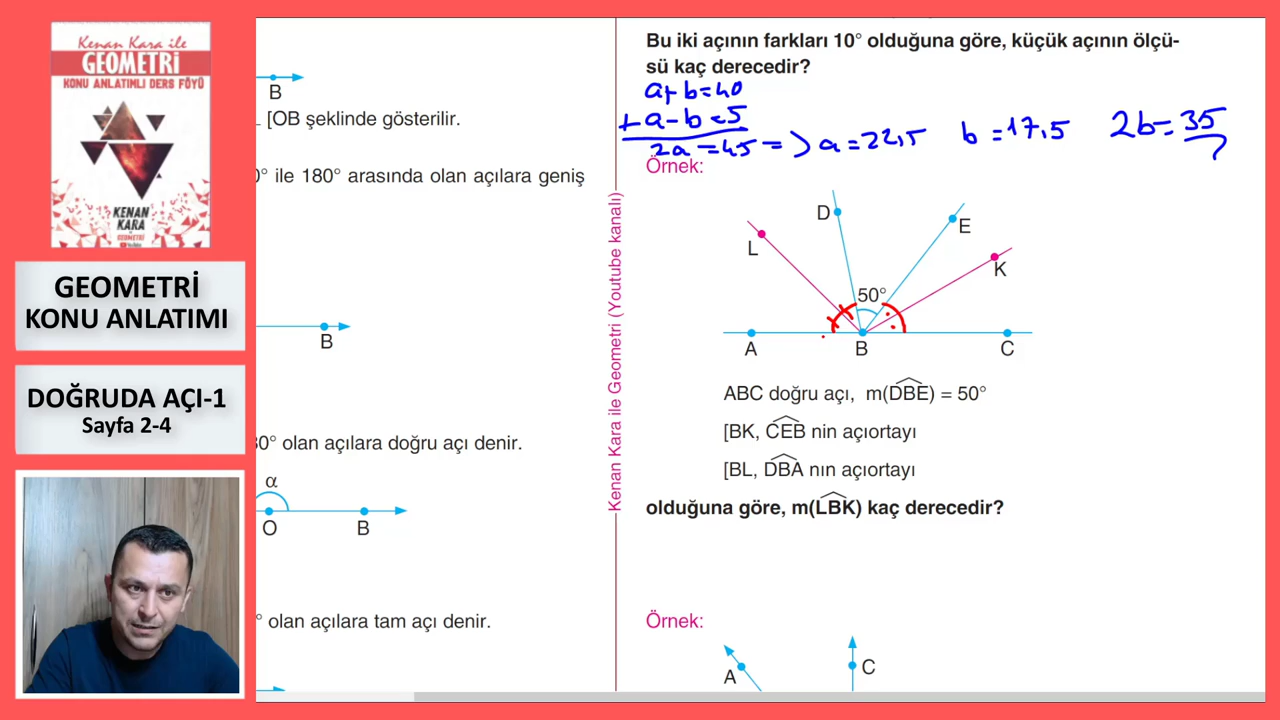 Kenan Kara ile
GEOMETRİ
KONU ANLATIMLI DERS FÖYÜ
KENAN
KARA
GEOMETRİ
KONU ANLATIMI
DOĞRUDA AÇI-1
Sayfa 2-4
B
[OB şeklinde gösterilir.
0° ile 180° arasında olan açılara geniş
B
80° olan açılara doğru açı denir.
α
O
B
° olan açılara tam açı denir.
Kenan Kara ile Geometri (Youtube kanalı)
Bu iki açının farkları 10° olduğuna göre, küçük açının ölçü-
sü kaç derecedir?
a+b=40
+a-b=5
2a=45 => a=22,5 b=17,5 2b=35
Örnek:
D
E
L
K
50°
A
B
C
ABC doğru açı, m(DBE) = 50°
[BK, CEB nin açıortayı
[BL, DBA nın açıortayı
olduğuna göre, m(LBK) kaç derecedir?
Örnek:
A
C